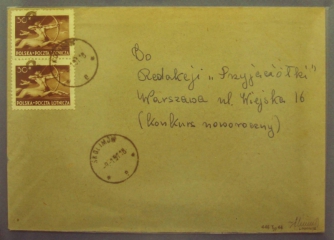 POLSKA-POCZTA LOTNICZA
POLSKA-POCZTA LOTNICZA
Do
Redakcji „Przyjaciółki"
Warszawa ul. Wiejska 16
(konkurs noworoczny)